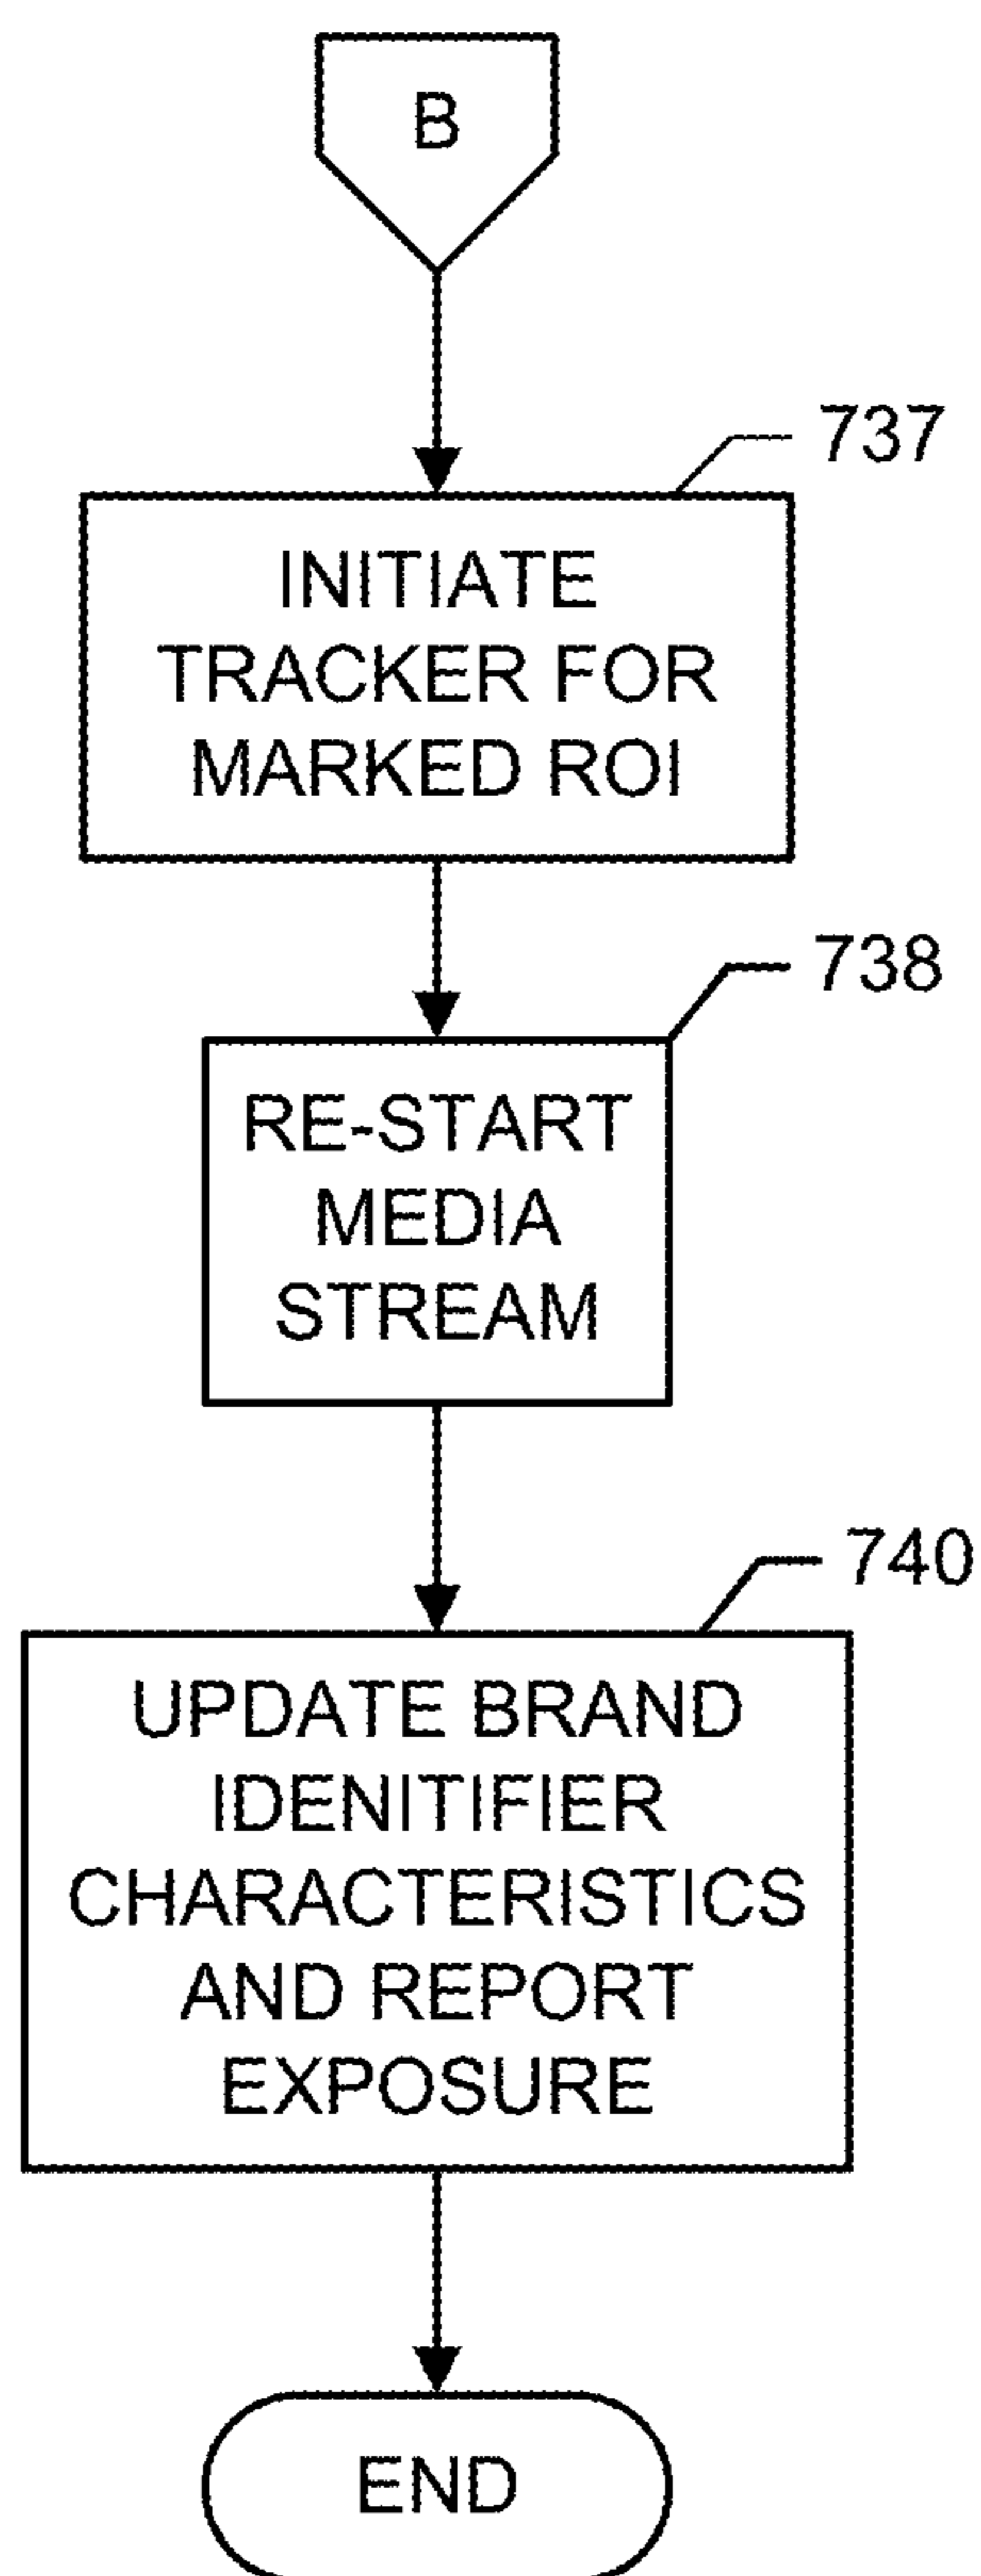 B
737
INITIATE
TRACKER FOR
MARKED ROI
738
RE-START
MEDIA
STREAM
740
UPDATE BRAND
IDENITIFIER
CHARACTERISTICS
AND REPORT
EXPOSURE
END